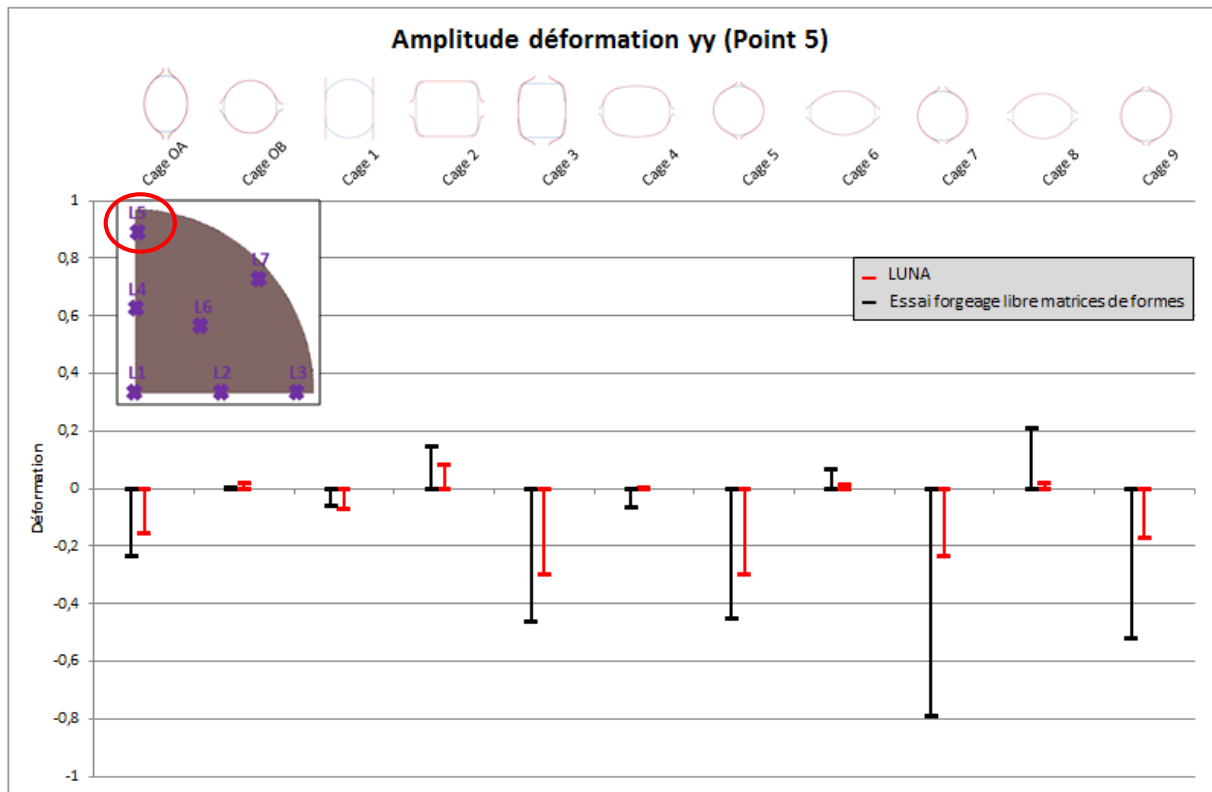 Amplitude déformation yy (Point 5)
Cage OA
Cage OB
Cage 1
Cage 2
Cage 3
Cage 4
Cage 5
Cage 6
Cage 7
Cage 8
Cage 9
1
0,8
0,6
0,4
0,2
0
-0,2
-0,4
-0,6
-0,8
-1
Déformation
L5
L7
L4
L6
L1
L2
L3
LUNA
Essai forgeage libre matrices de formes